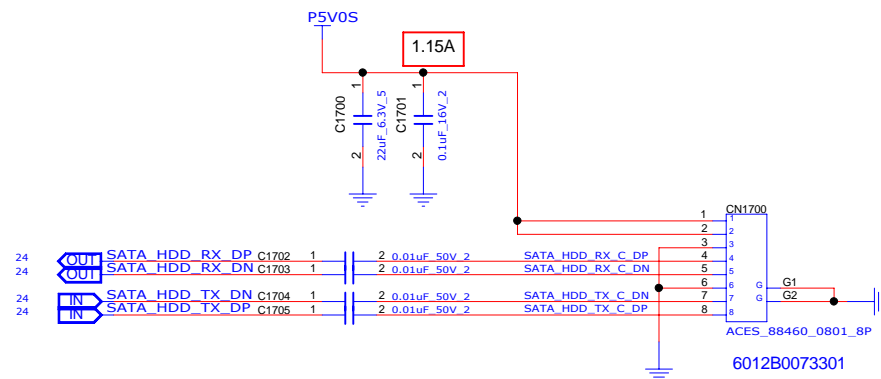 P5V0S
1.15A
1 1
C1700 22uF_6.3V_5 C1701 0.1uF_16V_2
2 2
CN1700
1 1
2 2
3 3
24 OUT SATA_HDD_RX_DP C1702 1 2 0.01uF_50V_2 SATA_HDD_RX_C_DP 4 4
24 OUT SATA_HDD_RX_DN C1703 1 2 0.01uF_50V_2 SATA_HDD_RX_C_DN 5 5
6 6 G G1
24 IN SATA_HDD_TX_DN C1704 1 2 0.01uF_50V_2 SATA_HDD_TX_C_DN 7 7 G G2
24 IN SATA_HDD_TX_DP C1705 1 2 0.01uF_50V_2 SATA_HDD_TX_C_DP 8 8
ACES_88460_0801_8P
6012B0073301